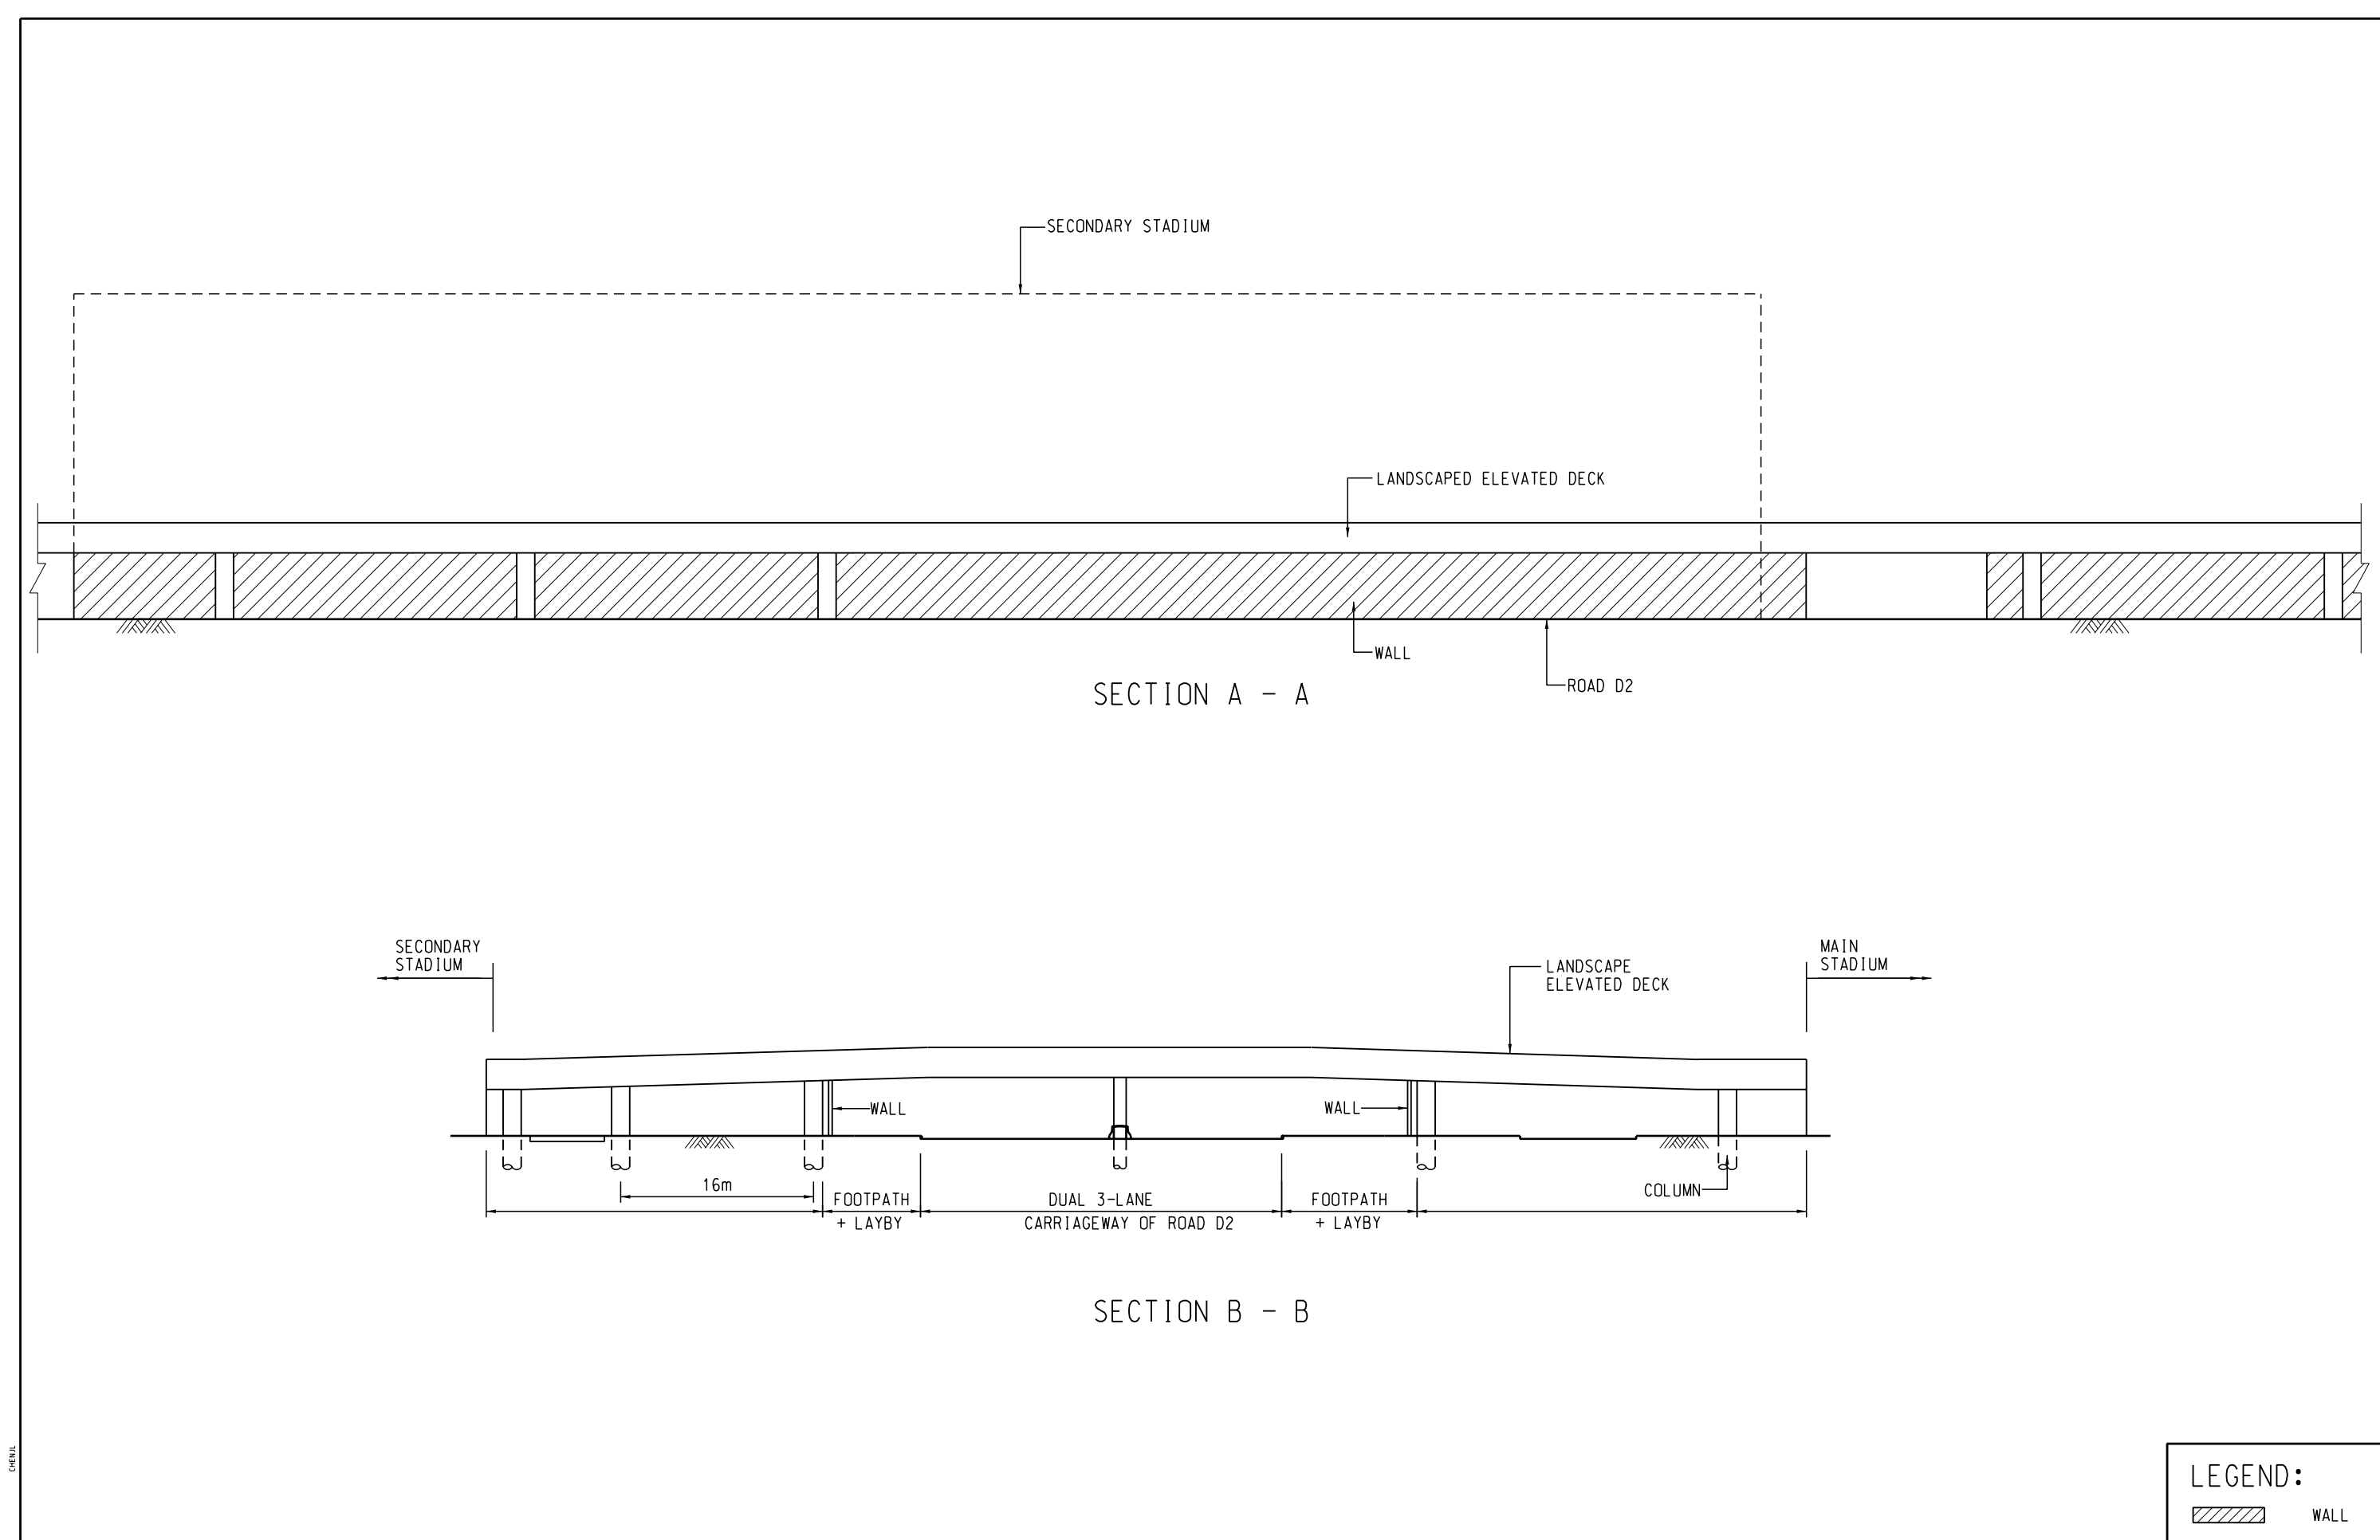 SECONDARY STADIUM
LANDSCAPED ELEVATED DECK
WALL
ROAD D2
SECTION A - A
SECONDARY
STADIUM
MAIN
STADIUM
LANDSCAPE
ELEVATED DECK
WALL
WALL
16m
COLUMN
FOOTPATH
+ LAYBY
DUAL 3-LANE
CARRIAGEWAY OF ROAD D2
FOOTPATH
+ LAYBY
SECTION B - B
CHENJL
LEGEND:
WALL